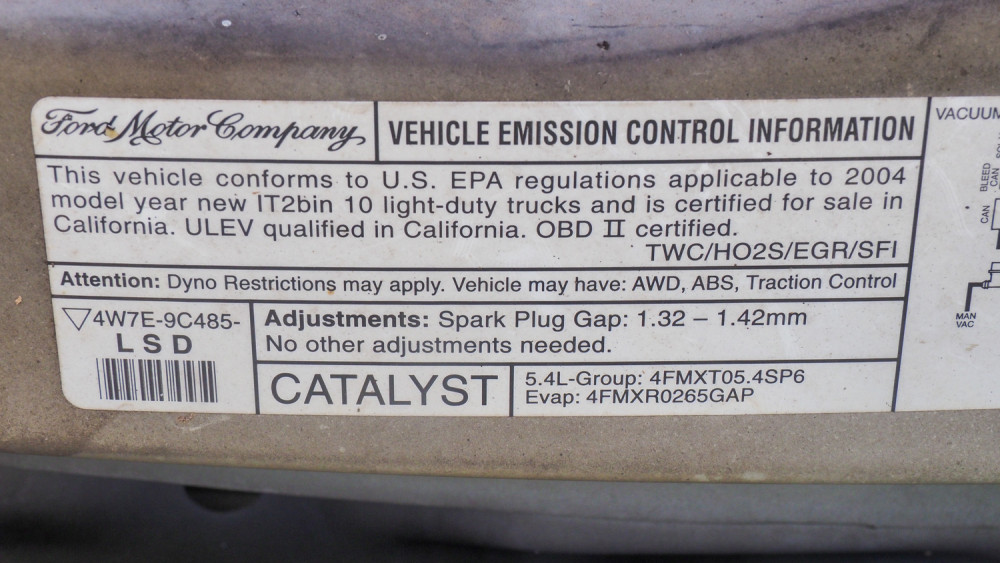 Ford Motor Company
VEHICLE EMISSION CONTROL INFORMATION
This vehicle conforms to U.S. EPA regulations applicable to 2004
model year new IT2bin 10 light-duty trucks and is certified for sale in
California. ULEV qualified in California. OBD II certified.
TWC/HO2S/EGR/SFI
Attention: Dyno Restrictions may apply. Vehicle may have: AWD, ABS, Traction Control
4W7E-9C485-
LSD
Adjustments: Spark Plug Gap: 1.32 – 1.42mm
No other adjustments needed.
CATALYST
5.4L-Group: 4FMXT05.4SP6
Evap: 4FMXR0265GAP
VACUUM
CAN
BLEED
CAN
MAN
VAC